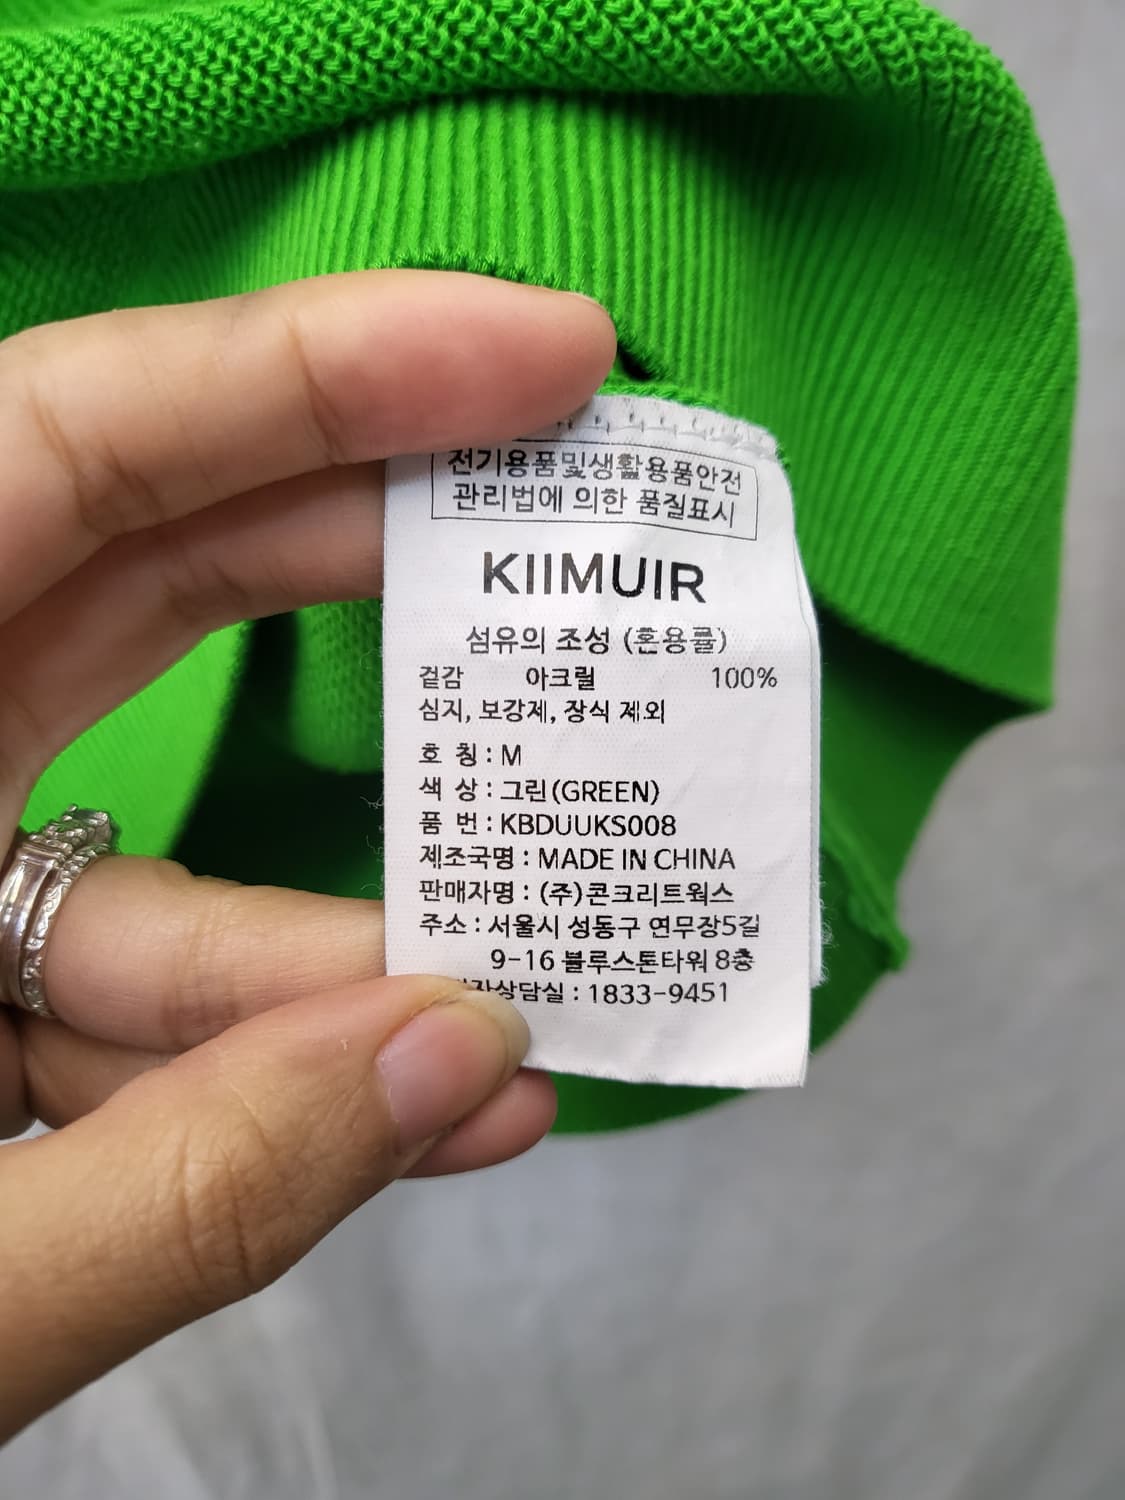 전기용품및생활용품안전
관리법에 의한 품질표시
KIIMUIR
섬유의 조성 (혼용률)
겉감 아크릴 100%
심지, 보강제, 장식 제외
호 칭 : M
색 상 : 그린(GREEN)
품 번 : KBDUUKS008
제조국명 : MADE IN CHINA
판매자명 : (주)콘크리트웍스
주소 : 서울시 성동구 연무장5길
9-16 블루스톤타워 8층
상담실 : 1833-9451